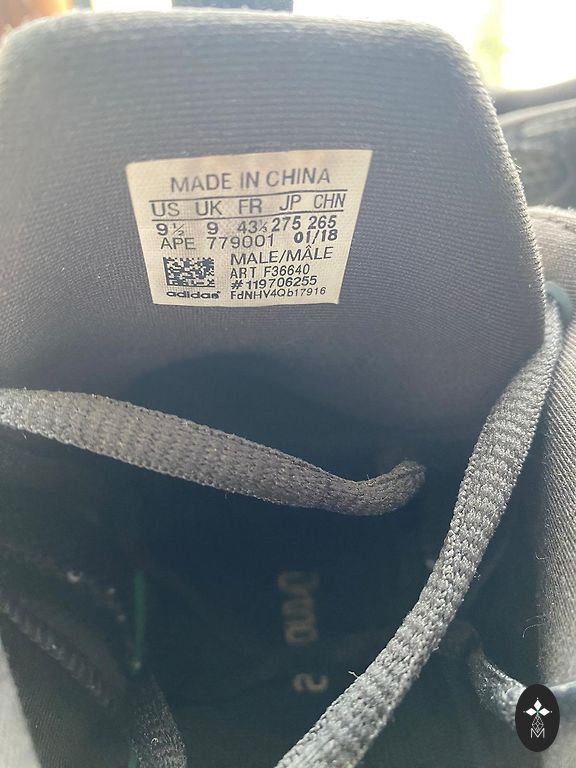 MADE IN CHINA
US UK FR JP CHN
9½ 9 43⅓ 275 265
APE 779001 01/18
MALE/MÂLE
ART F36640
#119706255
adidas FdNHV4Qb17916
M